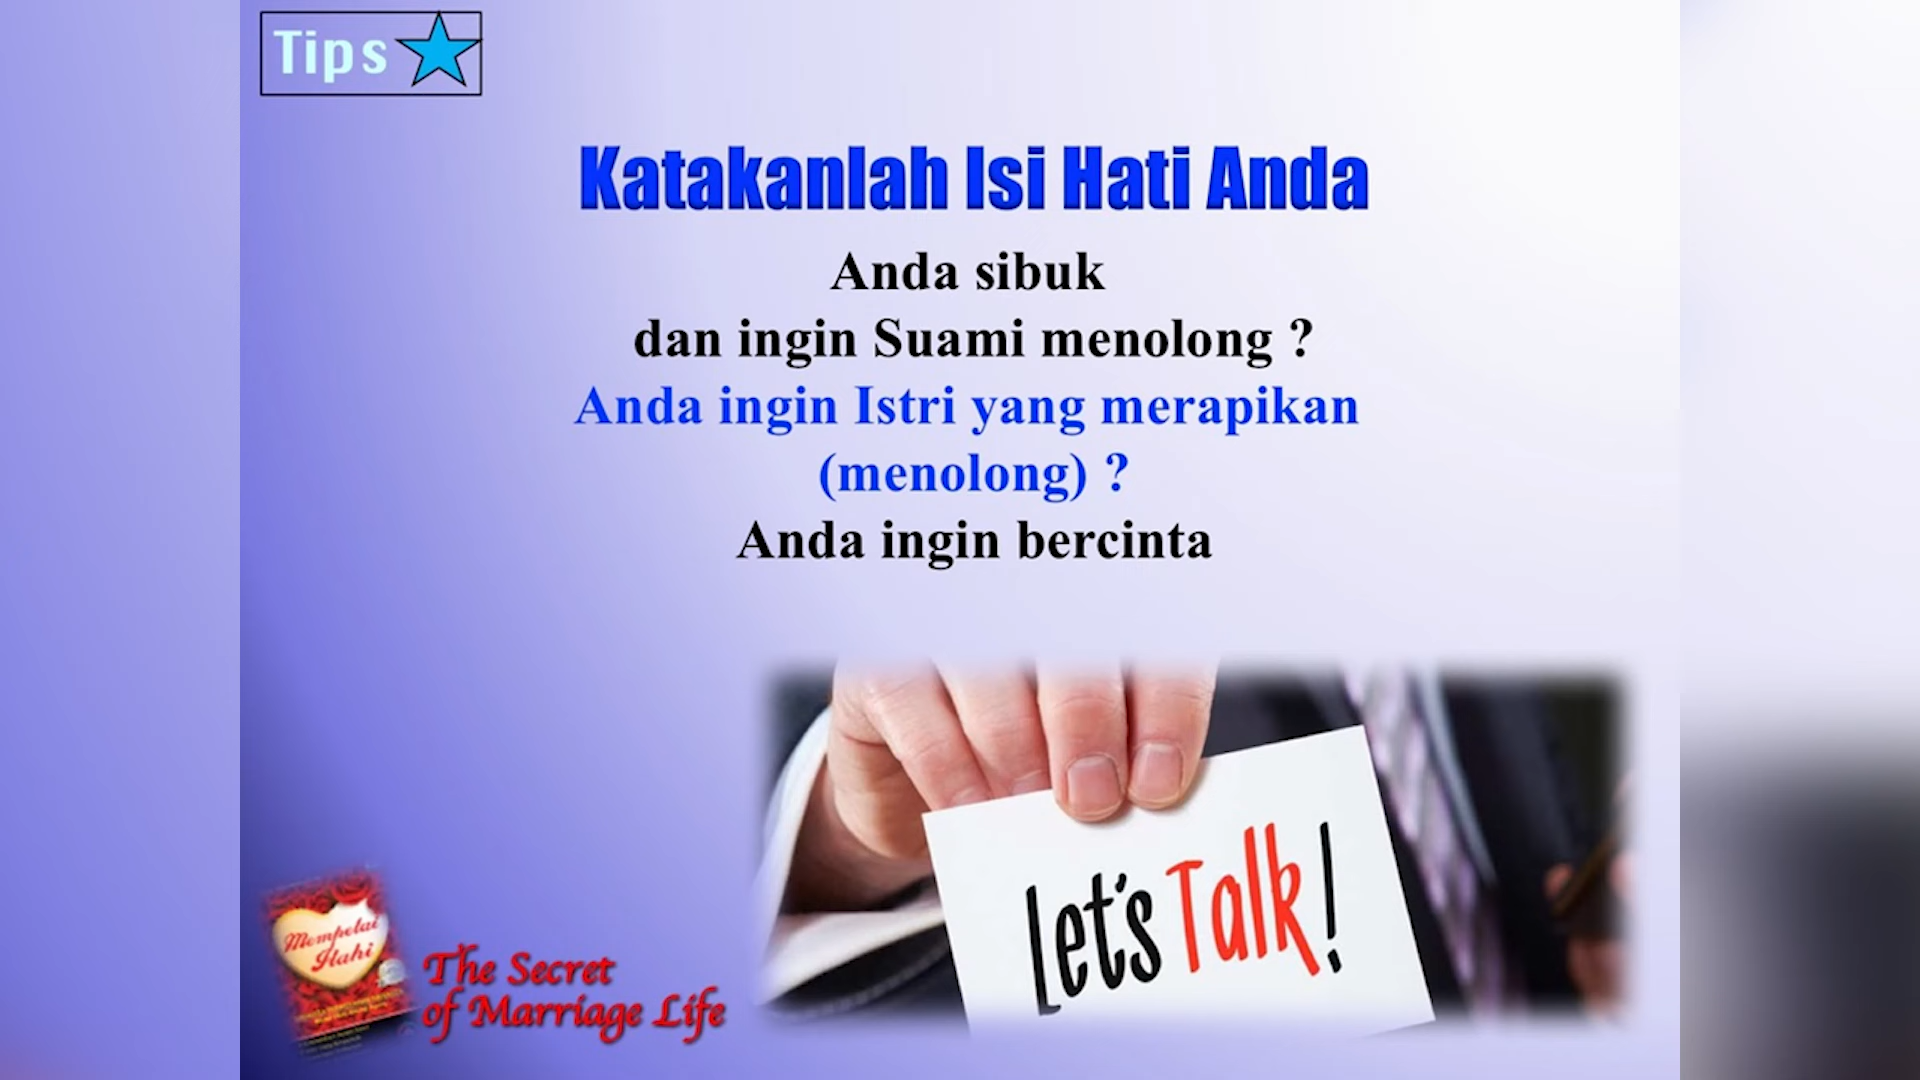 Tips
Katakanlah Isi Hati Anda
Anda sibuk
dan ingin Suami menolong ?
Anda ingin Istri yang merapikan
(menolong) ?
Anda ingin bercinta
Let's Talk!
Mempelai
Ilahi
The Secret
of Marriage Life